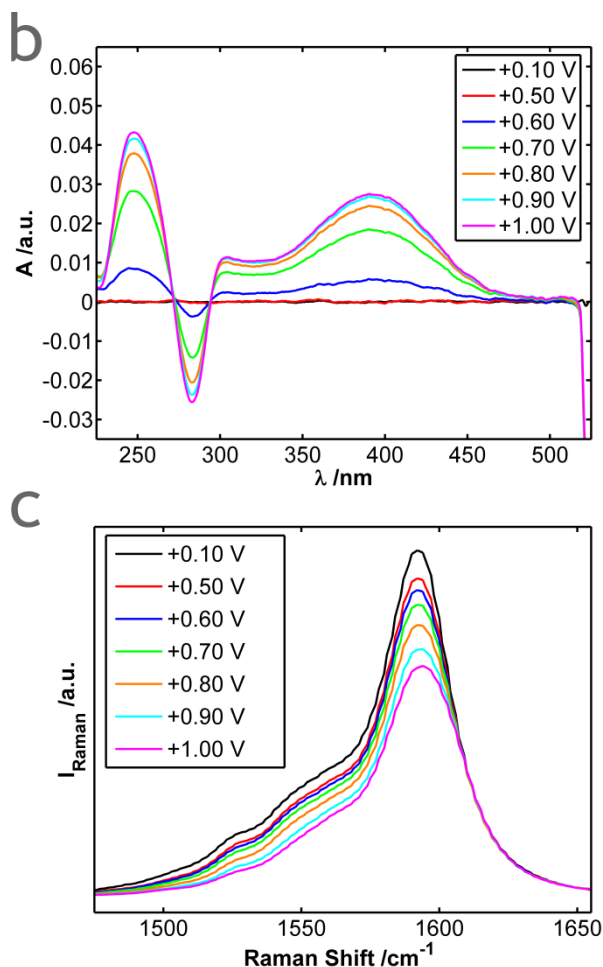 b
0.06
0.05
0.04
0.03
0.02
0.01
0
-0.01
-0.02
-0.03
A /a.u.
+0.10 V
+0.50 V
+0.60 V
+0.70 V
+0.80 V
+0.90 V
+1.00 V
250 300 350 400 450 500
λ /nm
c
+0.10 V
+0.50 V
+0.60 V
+0.70 V
+0.80 V
+0.90 V
+1.00 V
I_Raman /a.u.
1500 1550 1600 1650
Raman Shift /cm⁻¹